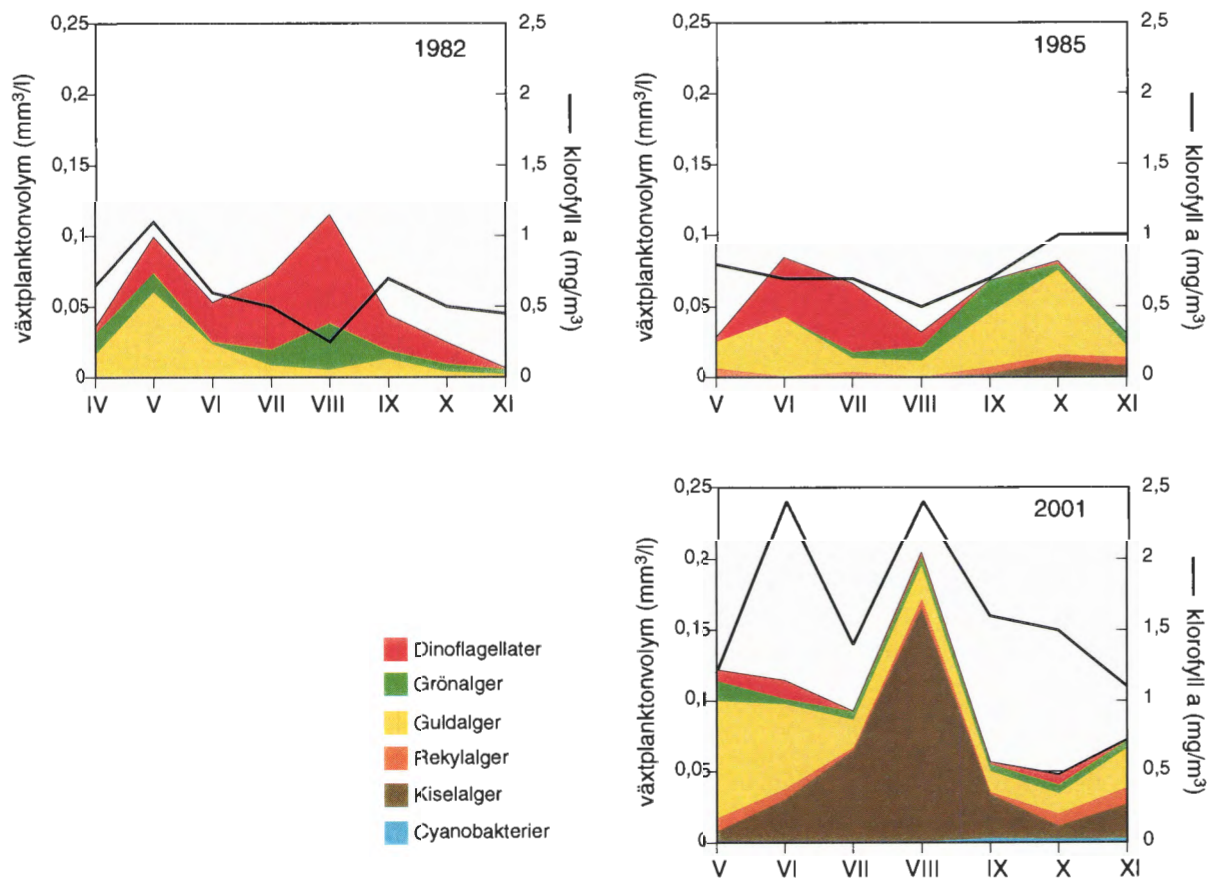 1982
växtplanktonvolym (mm³/l)
0,25
0,2
0,15
0,1
0,05
0
2,5
2
1,5
1
0,5
0
klorofyll a (mg/m³)
IV V VI VII VIII IX X XI
1985
växtplanktonvolym (mm³/l)
0,25
0,2
0,15
0,1
0,05
0
2,5
2
1,5
1
0,5
0
klorofyll a (mg/m³)
V VI VII VIII IX X XI
2001
växtplanktonvolym (mm³/l)
0,25
0,2
0,15
0,1
0,05
0
2,5
2
1,5
1
0,5
0
klorofyll a (mg/m³)
V VI VII VIII IX X XI
Dinoflagellater
Grönalger
Guldalger
Rekylalger
Kiselalger
Cyanobakterier